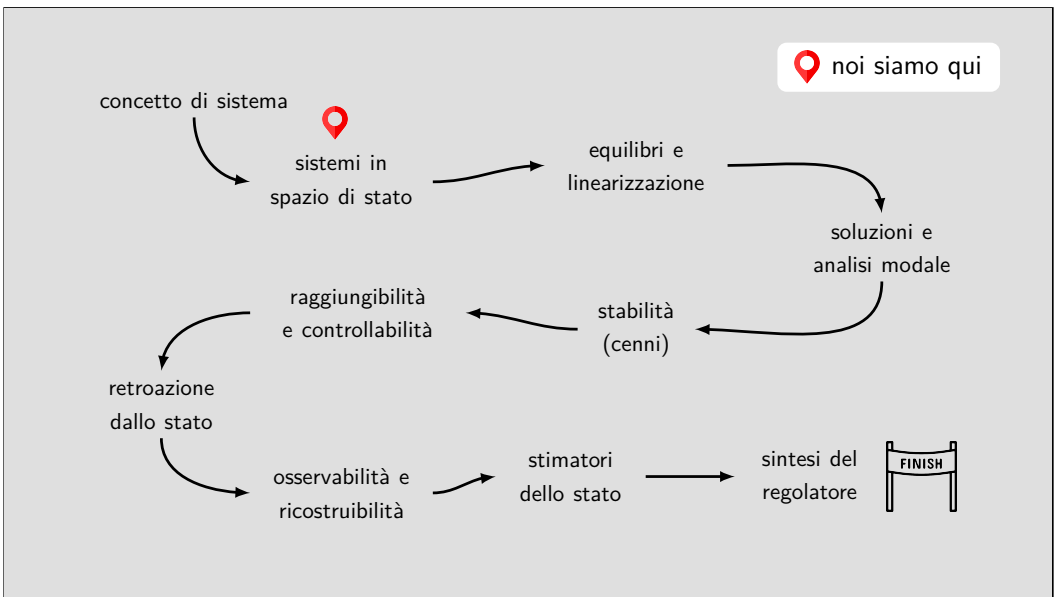 noi siamo qui
concetto di sistema
sistemi in
spazio di stato
equilibri e
linearizzazione
soluzioni e
analisi modale
stabilità
(cenni)
raggiungibilità
e controllabilità
retroazione
dallo stato
osservabilità e
ricostruibilità
stimatori
dello stato
sintesi del
regolatore
FINISH